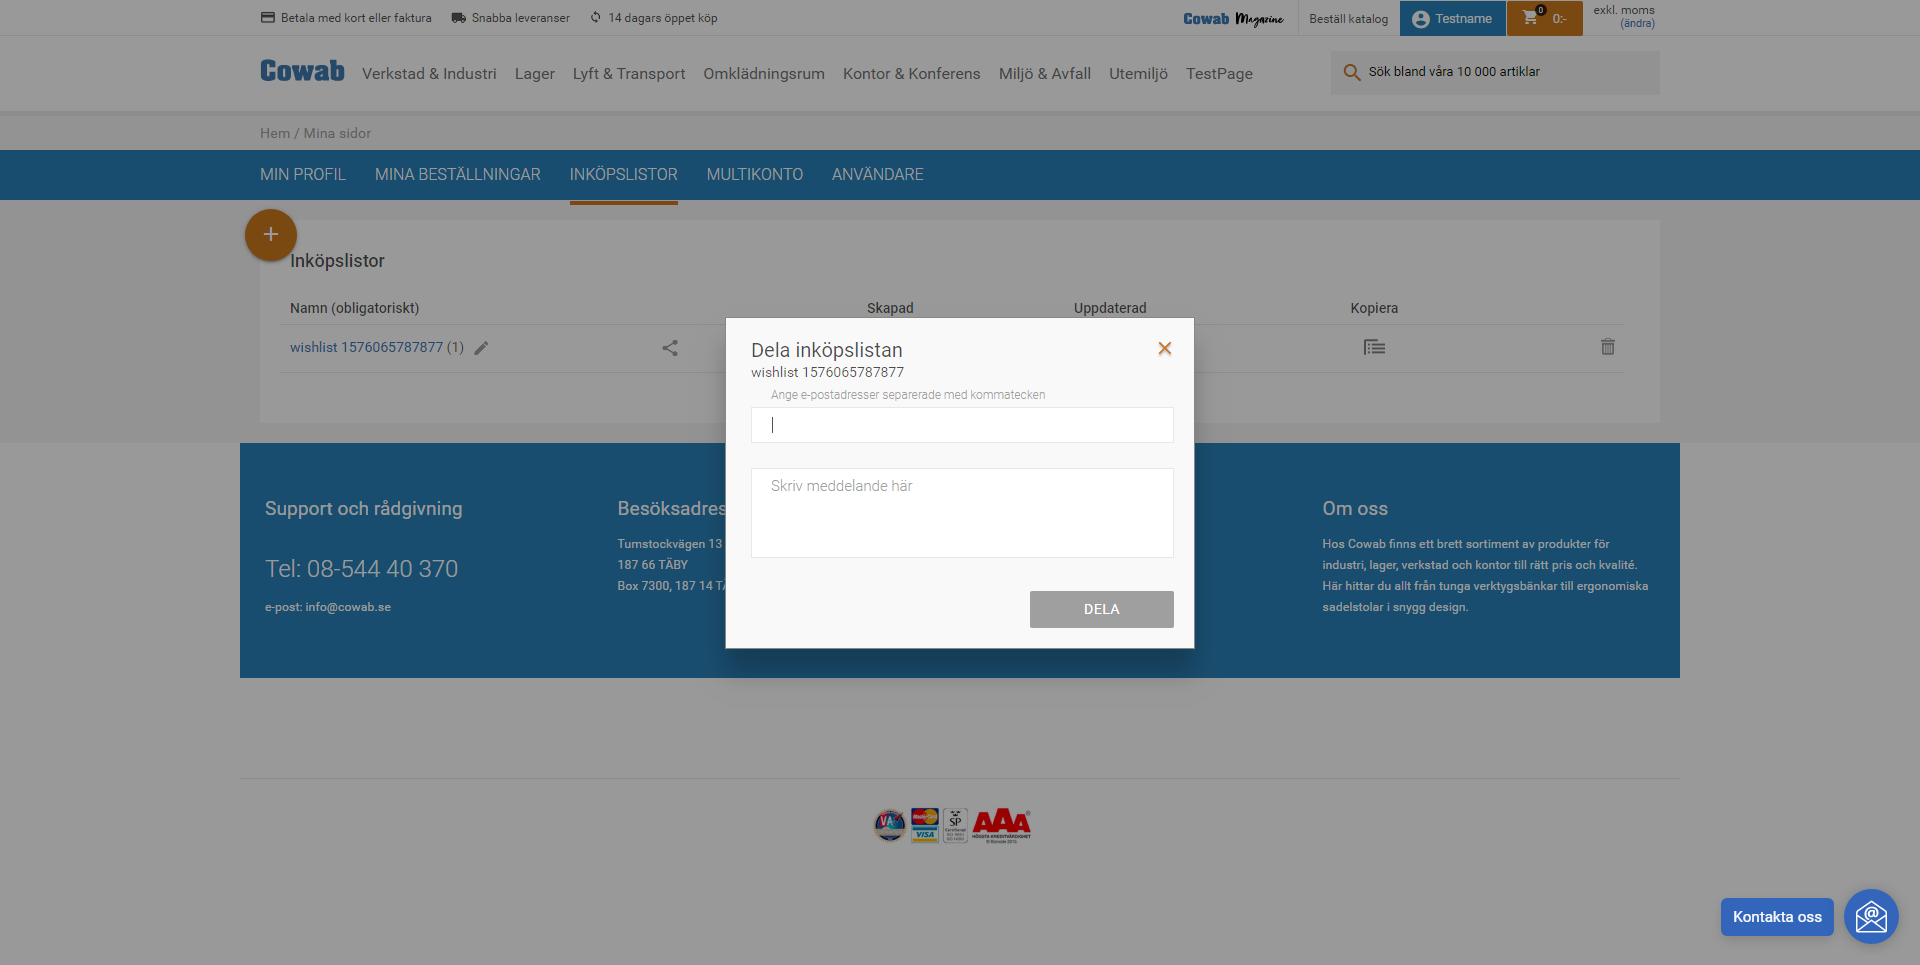 Betala med kort eller faktura
Snabba leveranser
14 dagars öppet köp
Cowab Magazine
Beställ katalog
Testname
0
0:-
exkl. moms
(ändra)
Cowab
Verkstad & Industri
Lager
Lyft & Transport
Omklädningsrum
Kontor & Konferens
Miljö & Avfall
Utemiljö
TestPage
Sök bland våra 10 000 artiklar
Hem / Mina sidor
MIN PROFIL
MINA BESTÄLLNINGAR
INKÖPSLISTOR
MULTIKONTO
ANVÄNDARE
Inköpslistor
Namn (obligatoriskt)
Skapad
Uppdaterad
Kopiera
wishlist 1576065787877 (1)
Dela inköpslistan
wishlist 1576065787877
Ange e-postadresser separerade med kommatecken
Skriv meddelande här
DELA
Support och rådgivning
Tel: 08-544 40 370
e-post: info@cowab.se
Besöksadres
Tumstockvägen 13
187 66 TÄBY
Box 7300, 187 14 TÄ
Om oss
Hos Cowab finns ett brett sortiment av produkter för
industri, lager, verkstad och kontor till rätt pris och kvalité.
Här hittar du allt från tunga verktygsbänkar till ergonomiska
sadelstolar i snygg design.
VA
MasterCard
VISA
SP
AAA
HÖGSTA KREDITVÄRDIGHET
Kontakta oss